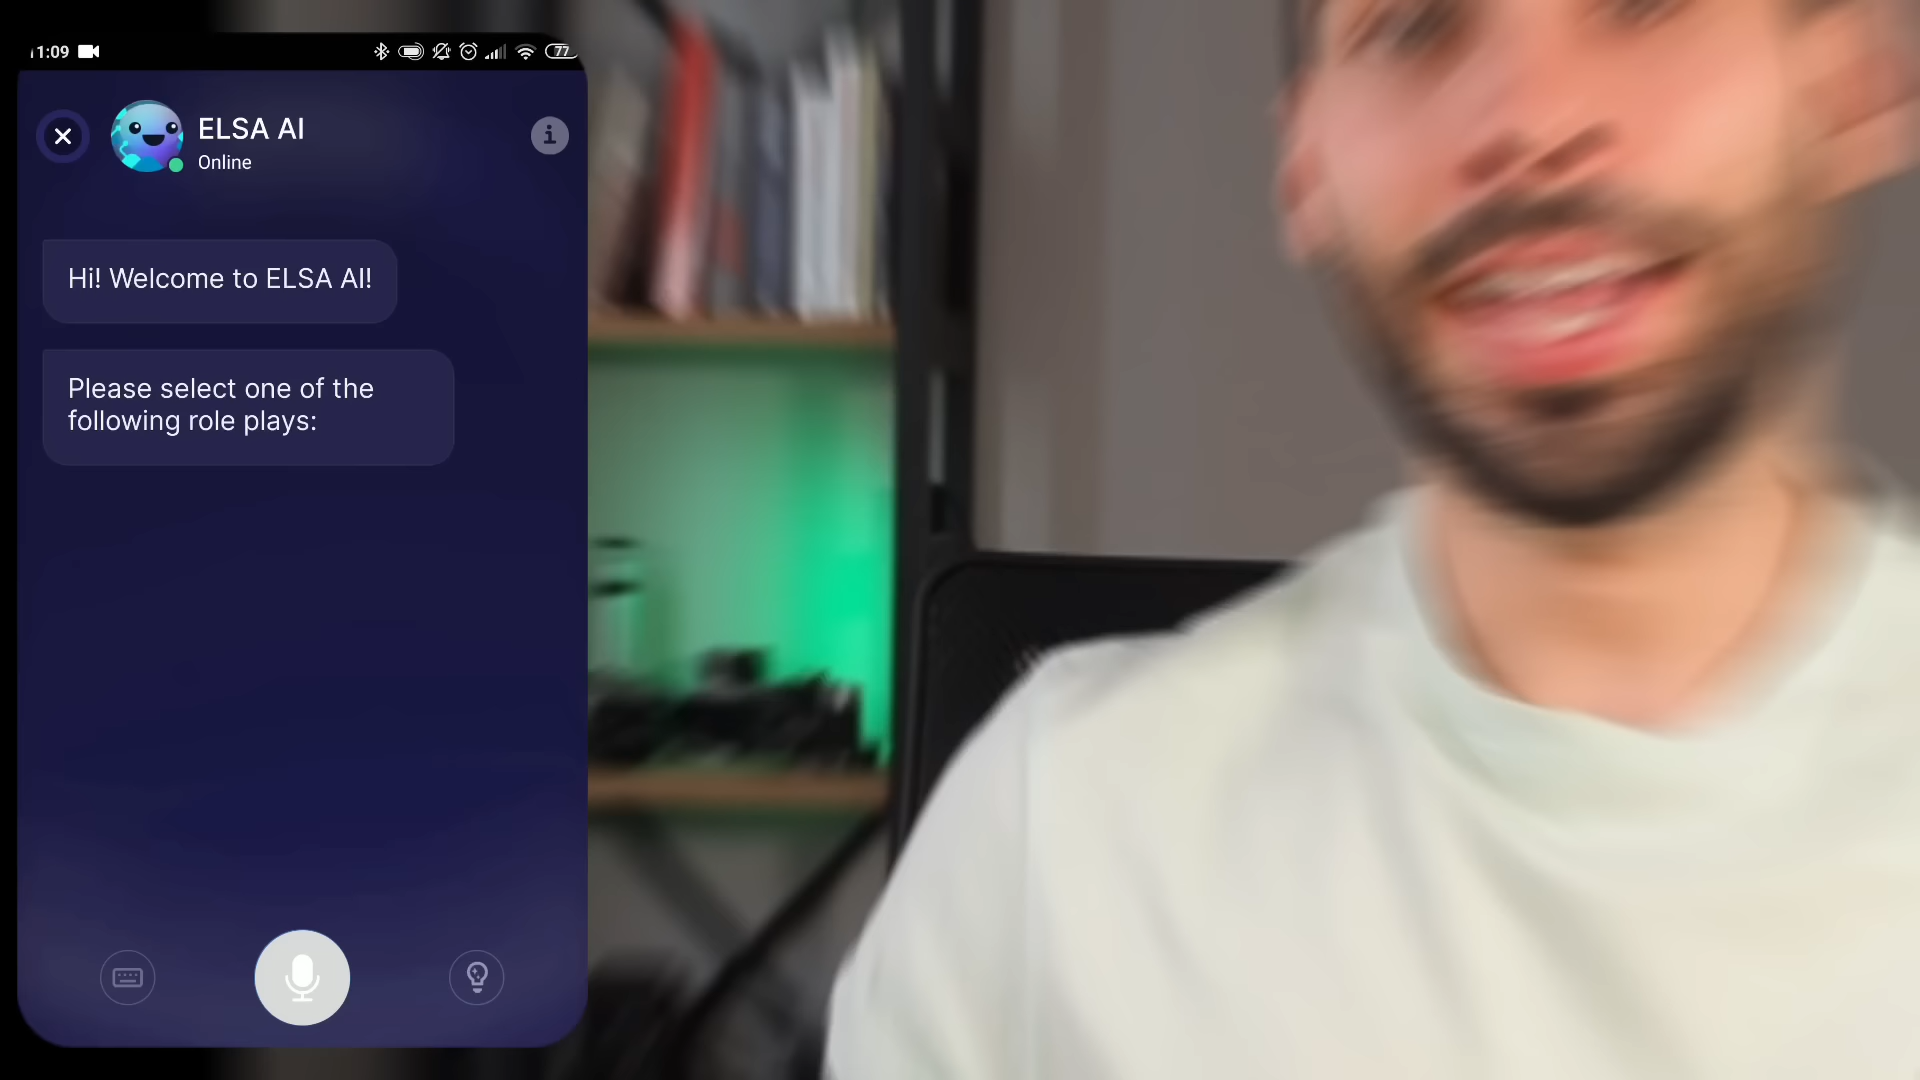 1:09
77
ELSA AI
Online
Hi! Welcome to ELSA AI!
Please select one of the
following role plays: